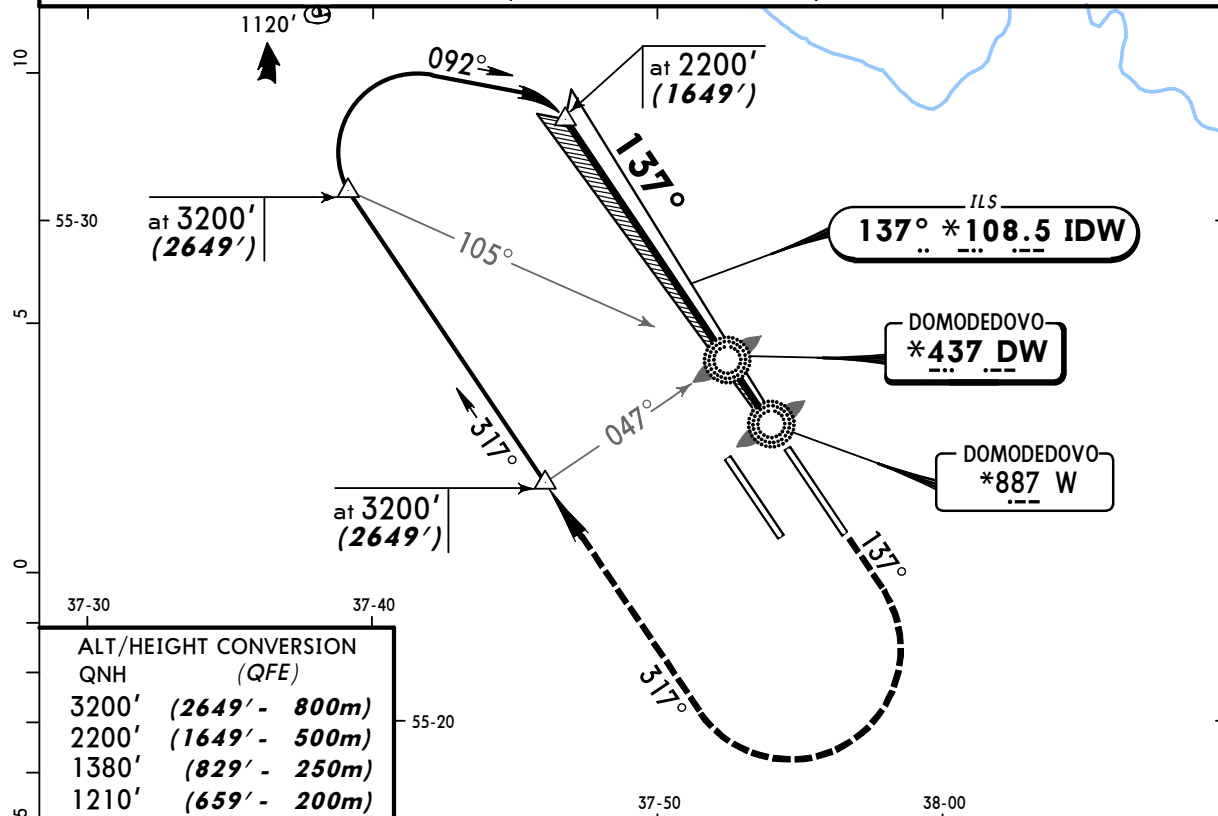 1120'
10
092°
at 2200'
(1649')
137°
ILS
137° *108.5 IDW
at 3200'
(2649')
55-30
105°
5
DOMODEDOVO
*437 DW
047°
317°
DOMODEDOVO
*887 W
at 3200'
(2649')
137°
0
37-30
37-40
317°
ALT/HEIGHT CONVERSION
QNH (QFE)
3200' (2649' - 800m)
2200' (1649' - 500m)
1380' (829' - 250m)
1210' (659' - 200m)
55-20
5
37-50
38-00